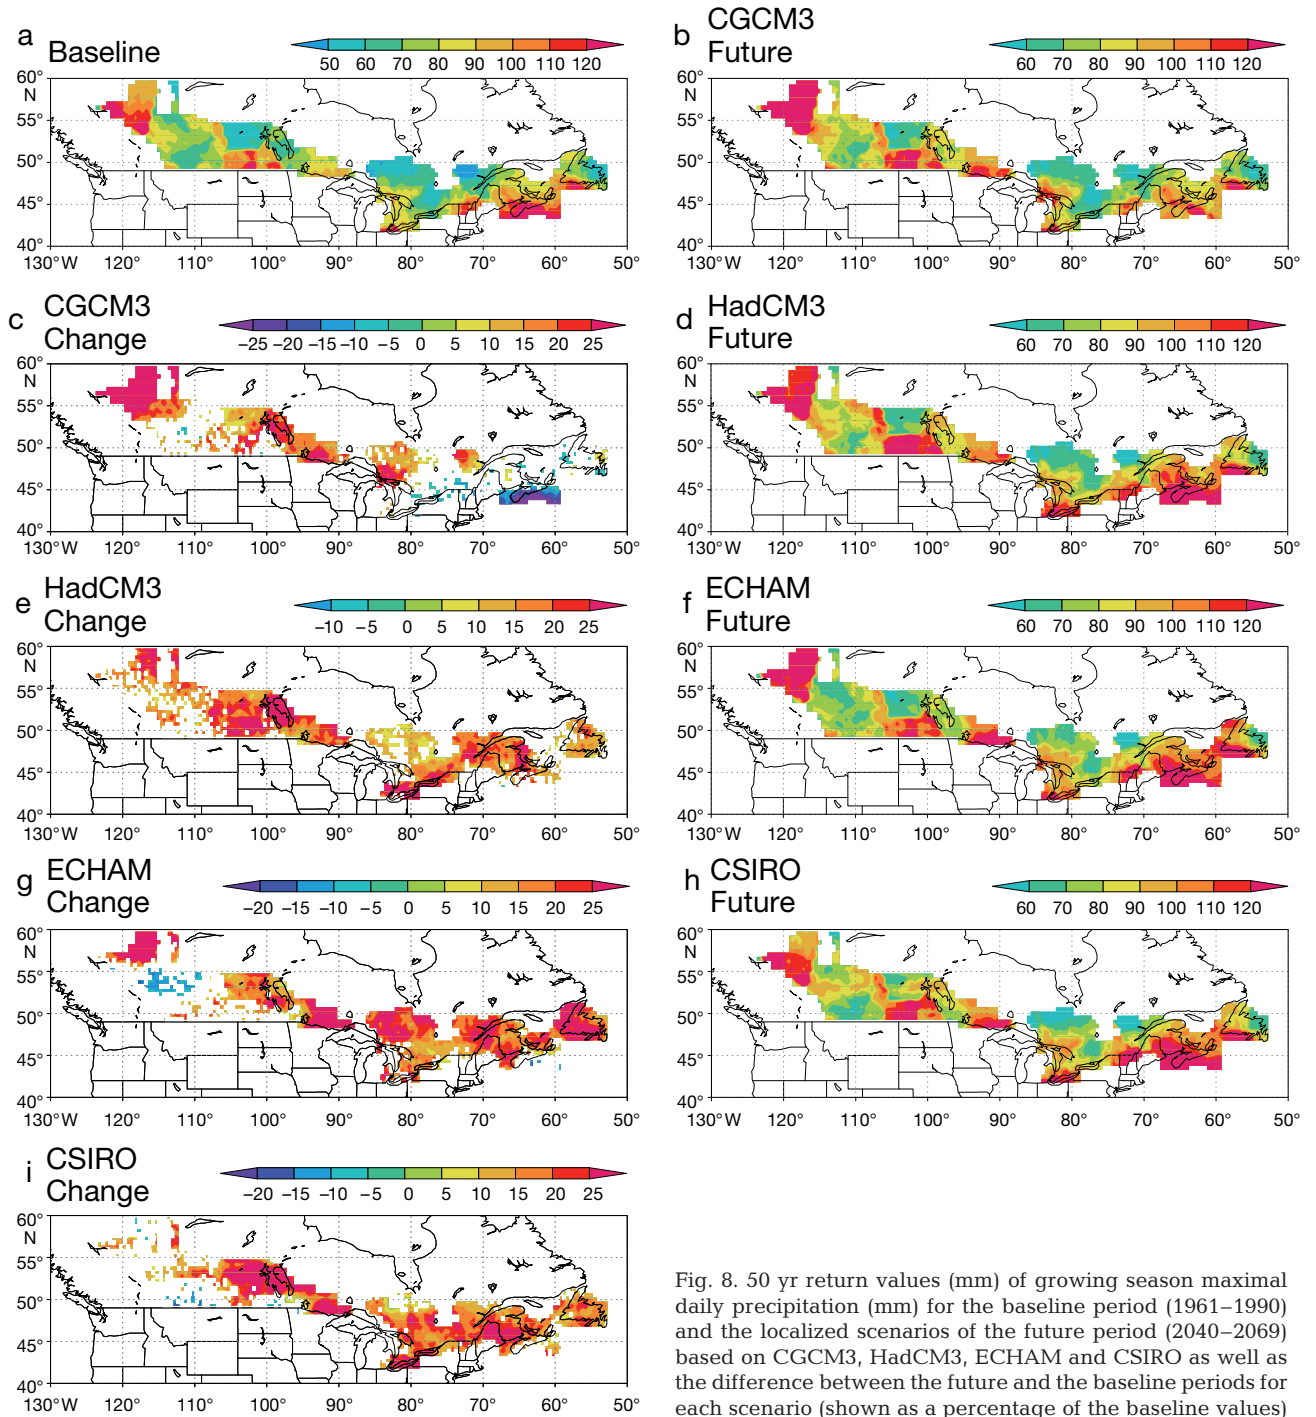 a Baseline
50 60 70 80 90 100 110 120
60°
N
55°
50°
45°
40°
130°W 120° 110° 100° 90° 80° 70° 60° 50°
b CGCM3
Future
60 70 80 90 100 110 120
60°
N
55°
50°
45°
40°
130° 120° 110° 100° 90° 80° 70° 60° 50°
c CGCM3
Change
−25 −20 −15 −10 −5 0 5 10 15 20 25
60°
N
55°
50°
45°
40°
130°W 120° 110° 100° 90° 80° 70° 60° 50°
d HadCM3
Future
60 70 80 90 100 110 120
60°
N
55°
50°
45°
40°
130° 120° 110° 100° 90° 80° 70° 60° 50°
e HadCM3
Change
−10 −5 0 5 10 15 20 25
60°
N
55°
50°
45°
40°
130°W 120° 110° 100° 90° 80° 70° 60° 50°
f ECHAM
Future
60 70 80 90 100 110 120
60°
N
55°
50°
45°
40°
130° 120° 110° 100° 90° 80° 70° 60° 50°
g ECHAM
Change
−20 −15 −10 −5 0 5 10 15 20 25
60°
N
55°
50°
45°
40°
130°W 120° 110° 100° 90° 80° 70° 60° 50°
h CSIRO
Future
60 70 80 90 100 110 120
60°
N
55°
50°
45°
40°
130° 120° 110° 100° 90° 80° 70° 60° 50°
i CSIRO
Change
−20 −15 −10 −5 0 5 10 15 20 25
60°
N
55°
50°
45°
40°
130°W 120° 110° 100° 90° 80° 70° 60° 50°
Fig. 8. 50 yr return values (mm) of growing season maximal
daily precipitation (mm) for the baseline period (1961–1990)
and the localized scenarios of the future period (2040–2069)
based on CGCM3, HadCM3, ECHAM and CSIRO as well as
the difference between the future and the baseline periods for
each scenario (shown as a percentage of the baseline values)